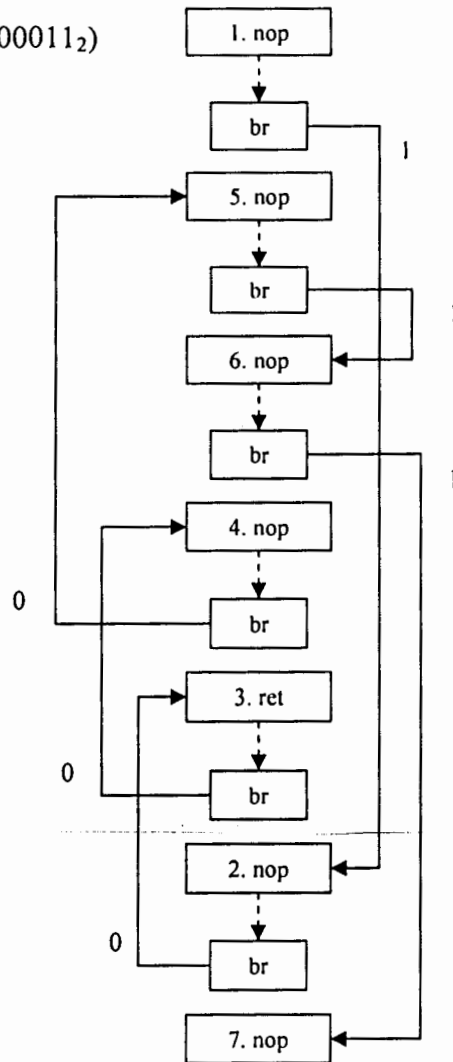 00011₂)
1. nop
br
1
5. nop
br
6. nop
br
4. nop
0
br
3. ret
0
br
2. nop
0
br
7. nop